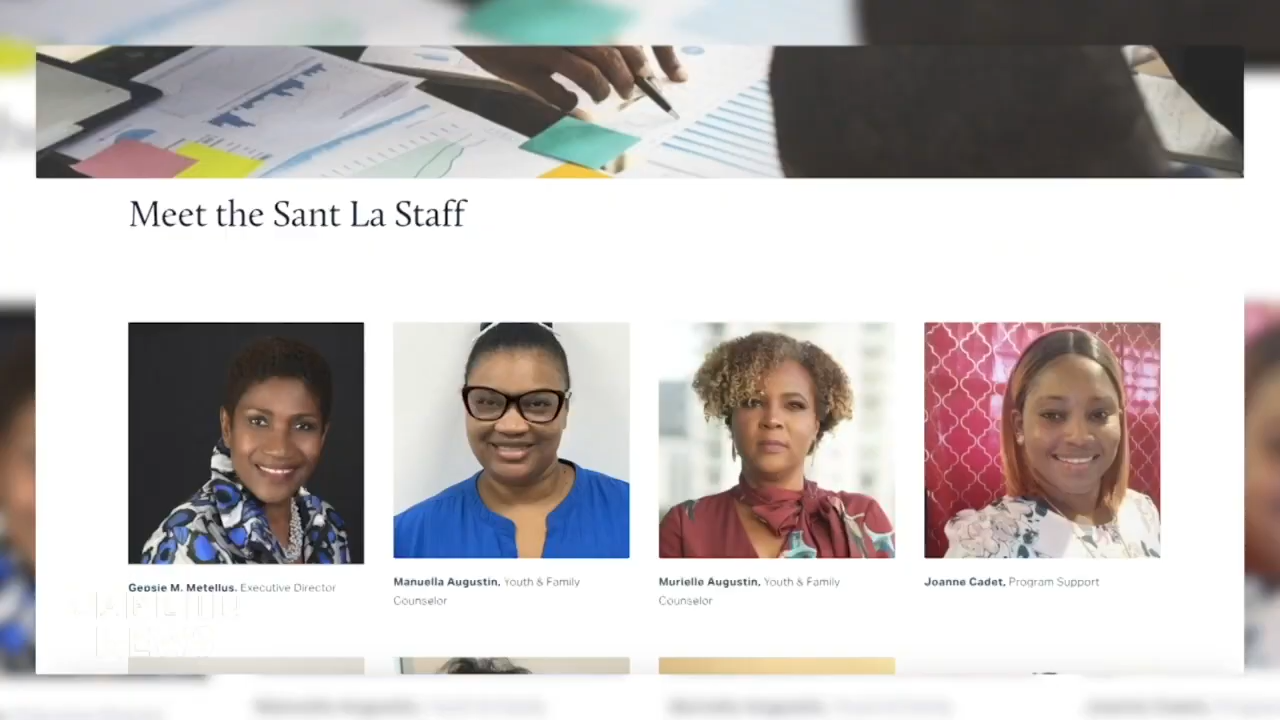 Meet the Sant La Staff
Gepsie M. Metellus, Executive Director
Manuella Augustin, Youth & Family
Counselor
Murielle Augustin, Youth & Family
Counselor
Joanne Cadet, Program Support